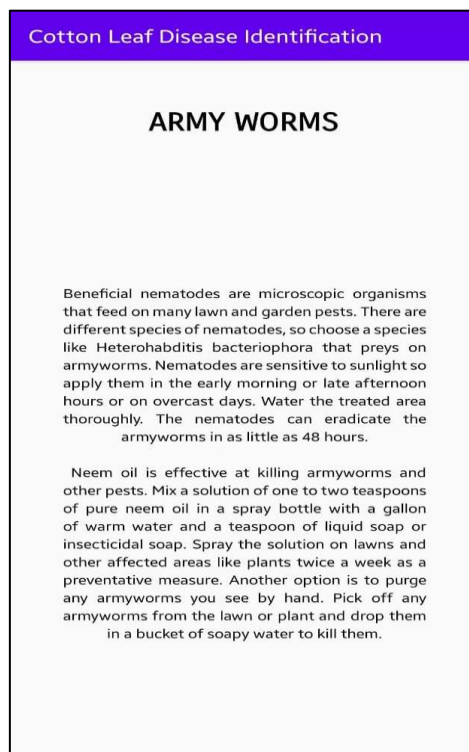 Cotton Leaf Disease Identification
ARMY WORMS
Beneficial nematodes are microscopic organisms
that feed on many lawn and garden pests. There are
different species of nematodes, so choose a species
like Heterohabditis bacteriophora that preys on
armyworms. Nematodes are sensitive to sunlight so
apply them in the early morning or late afternoon
hours or on overcast days. Water the treated area
thoroughly. The nematodes can eradicate the
armyworms in as little as 48 hours.
Neem oil is effective at killing armyworms and
other pests. Mix a solution of one to two teaspoons
of pure neem oil in a spray bottle with a gallon
of warm water and a teaspoon of liquid soap or
insecticidal soap. Spray the solution on lawns and
other affected areas like plants twice a week as a
preventative measure. Another option is to purge
any armyworms you see by hand. Pick off any
armyworms from the lawn or plant and drop them
in a bucket of soapy water to kill them.